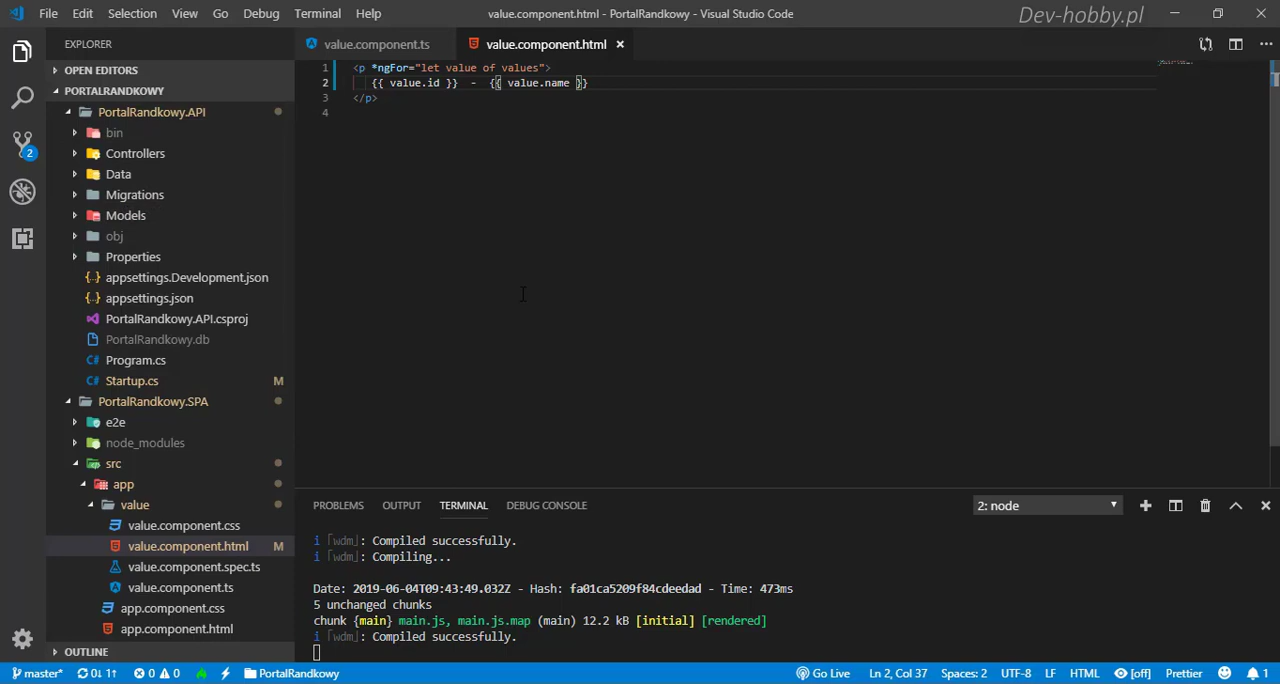 File Edit Selection View Go Debug Terminal Help
value.component.html - PortalRandkowy - Visual Studio Code
Dev-hobby.pl
EXPLORER
value.component.ts
value.component.html
OPEN EDITORS
PORTALRANDKOWY
PortalRandkowy.API
bin
Controllers
Data
Migrations
Models
obj
Properties
appsettings.Development.json
appsettings.json
PortalRandkowy.API.csproj
PortalRandkowy.db
Program.cs
Startup.cs M
PortalRandkowy.SPA
e2e
node_modules
src
app
value
value.component.css
value.component.html M
value.component.spec.ts
value.component.ts
app.component.css
app.component.html
OUTLINE
2
1 <p *ngFor="let value of values">
2 {{ value.id }} - {{ value.name }}
3 </p>
4
PROBLEMS OUTPUT TERMINAL DEBUG CONSOLE
2: node
i ｢wdm｣: Compiled successfully.
i ｢wdm｣: Compiling...
Date: 2019-06-04T09:43:49.032Z - Hash: fa01ca5209f84cdeedad - Time: 473ms
5 unchanged chunks
chunk {main} main.js, main.js.map (main) 12.2 kB [initial] [rendered]
i ｢wdm｣: Compiled successfully.
master* 0↓ 1↑ 0 0 PortalRandkowy
Go Live Ln 2, Col 37 Spaces: 2 UTF-8 LF HTML [off] Prettier 1